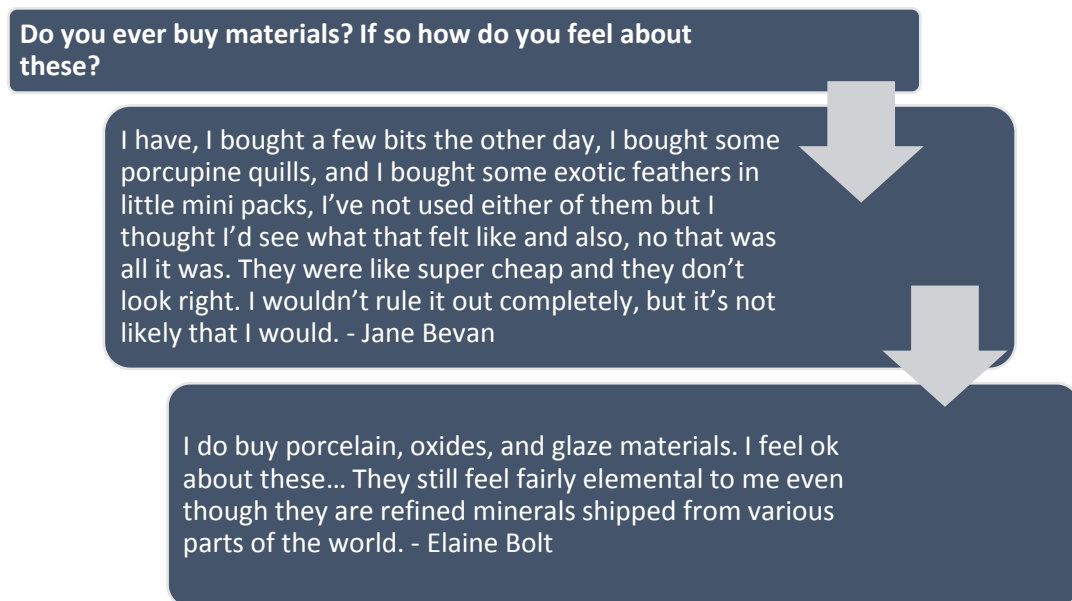 Do you ever buy materials? If so how do you feel about
these?
I have, I bought a few bits the other day, I bought some
porcupine quills, and I bought some exotic feathers in
little mini packs, I’ve not used either of them but I
thought I’d see what that felt like and also, no that was
all it was. They were like super cheap and they don’t
look right. I wouldn’t rule it out completely, but it’s not
likely that I would. - Jane Bevan
I do buy porcelain, oxides, and glaze materials. I feel ok
about these… They still feel fairly elemental to me even
though they are refined minerals shipped from various
parts of the world. - Elaine Bolt